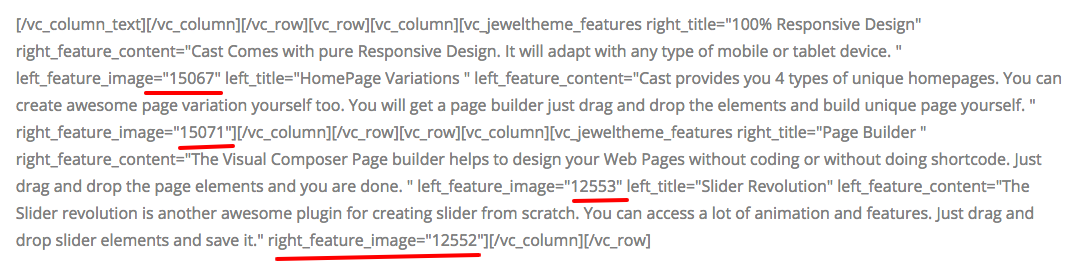 [/vc_column_text][/vc_column][/vc_row][vc_row][vc_column][vc_jeweltheme_features right_title="100% Responsive Design"
right_feature_content="Cast Comes with pure Responsive Design. It will adapt with any type of mobile or tablet device. "
left_feature_image="15067" left_title="HomePage Variations " left_feature_content="Cast provides you 4 types of unique homepages. You can
create awesome page variation yourself too. You will get a page builder just drag and drop the elements and build unique page yourself. "
right_feature_image="15071"][/vc_column][/vc_row][vc_row][vc_column][vc_jeweltheme_features right_title="Page Builder "
right_feature_content="The Visual Composer Page builder helps to design your Web Pages without coding or without doing shortcode. Just
drag and drop the page elements and you are done. " left_feature_image="12553" left_title="Slider Revolution" left_feature_content="The
Slider revolution is another awesome plugin for creating slider from scratch. You can access a lot of animation and features. Just drag and
drop slider elements and save it." right_feature_image="12552"][/vc_column][/vc_row]